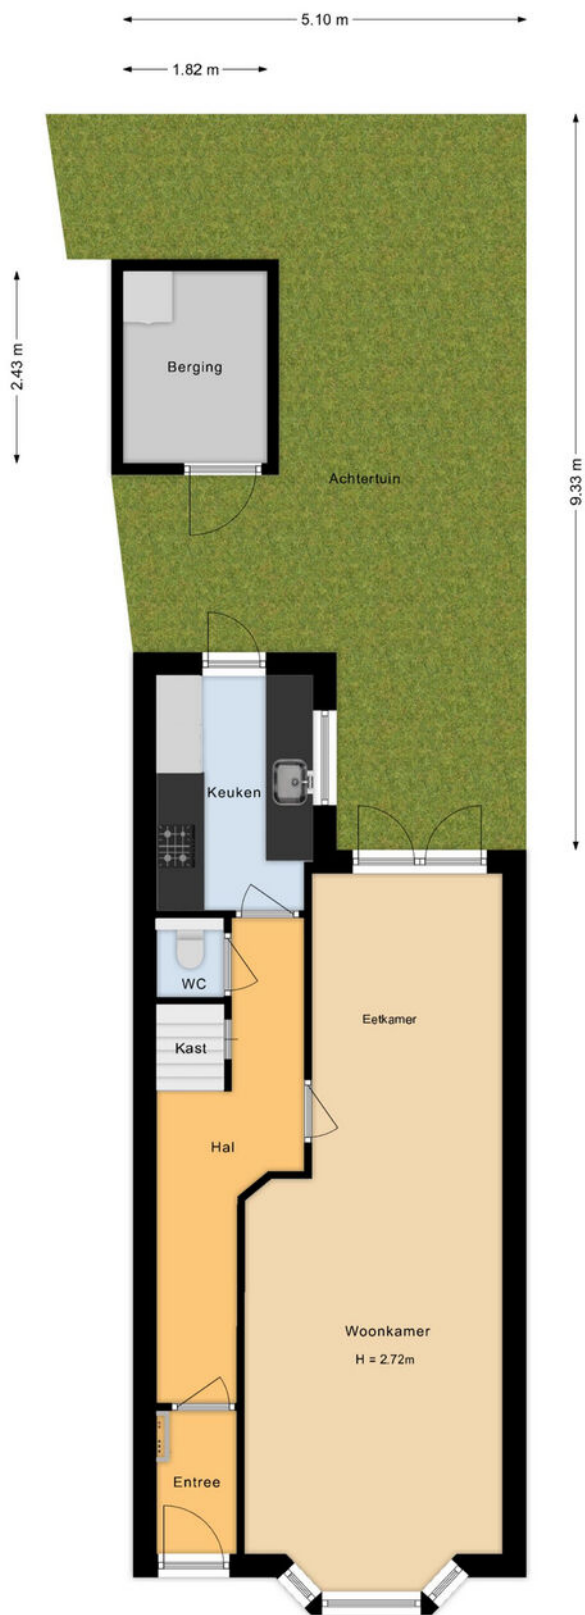 5.10 m
1.82 m
2.43 m
Berging
9.33 m
Achtertuin
Keuken
WC
Eetkamer
Kast
Hal
Woonkamer
H = 2.72m
Entree